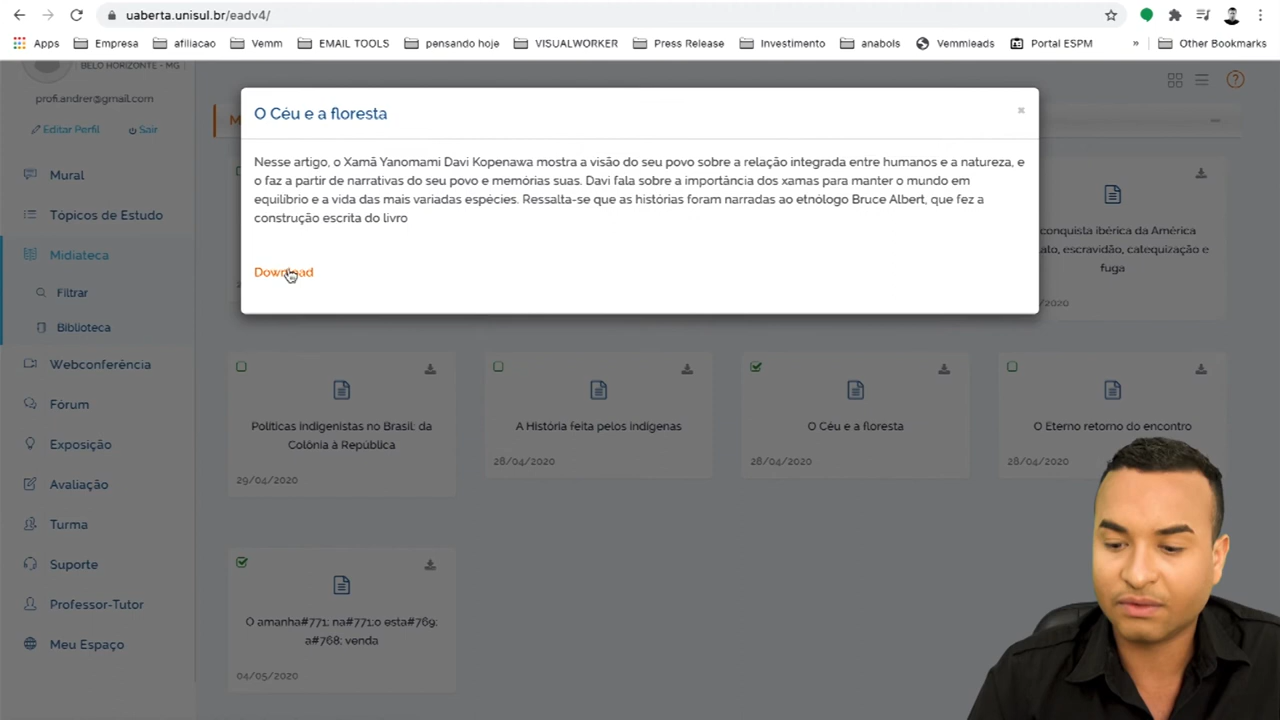 uaberta.unisul.br/eadv4/
Apps Empresa afiliacao Vemm EMAIL TOOLS pensando hoje VISUALWORKER Press Release Investimento anabols Vemmleads Portal ESPM » Other Bookmarks
BELO HORIZONTE - MG
profi.andrer@gmail.com
Editar Perfil Sair
Mural
Tópicos de Estudo
Midiateca
Filtrar
Biblioteca
Webconferência
Fórum
Exposição
Avaliação
Turma
Suporte
Professor-Tutor
Meu Espaço
O Céu e a floresta
×
Nesse artigo, o Xamã Yanomami Davi Kopenawa mostra a visão do seu povo sobre a relação integrada entre humanos e a natureza, e
o faz a partir de narrativas do seu povo e memórias suas. Davi fala sobre a importância dos xamas para manter o mundo em
equilíbrio e a vida das mais variadas espécies. Ressalta-se que as histórias foram narradas ao etnólogo Bruce Albert, que fez a
construção escrita do livro
Download
conquista ibérica da América
escravidão, catequização e
fuga
/2020
Políticas indigenistas no Brasil: da
Colônia à República
29/04/2020
A História feita pelos indígenas
28/04/2020
O Céu e a floresta
28/04/2020
O Eterno retorno do encontro
28/04/2020
O amanha#771; na#771;o esta#769;
a#768; venda
04/05/2020